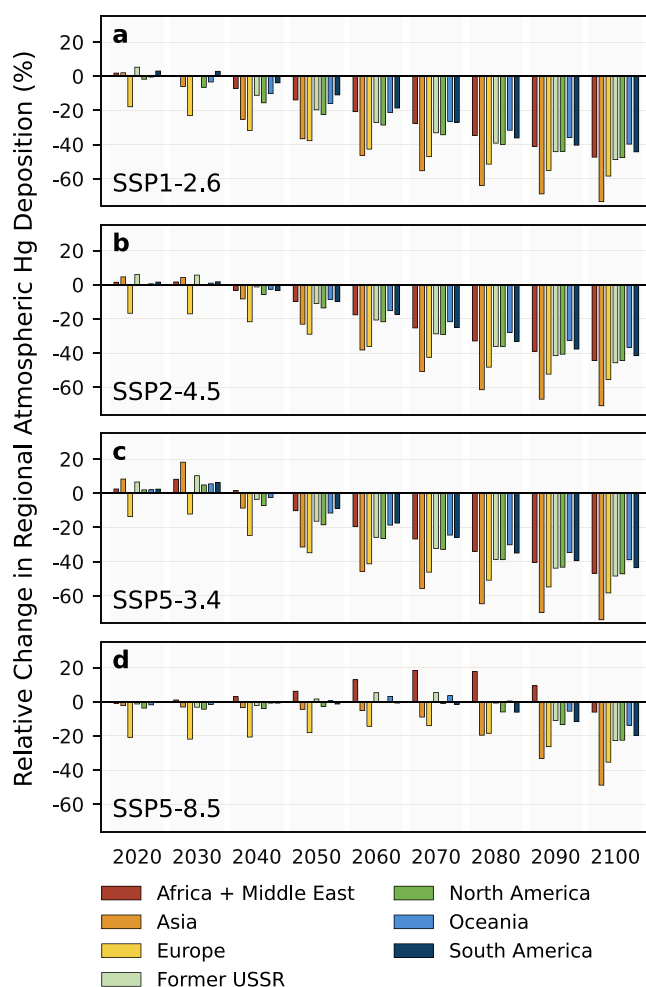 Relative Change in Regional Atmospheric Hg Deposition (%)
a
20
0
-20
-40
-60
SSP1-2.6
b
20
0
-20
-40
-60
SSP2-4.5
c
20
0
-20
-40
-60
SSP5-3.4
d
20
0
-20
-40
-60
SSP5-8.5
2020 2030 2040 2050 2060 2070 2080 2090 2100
Africa + Middle East
Asia
Europe
Former USSR
North America
Oceania
South America